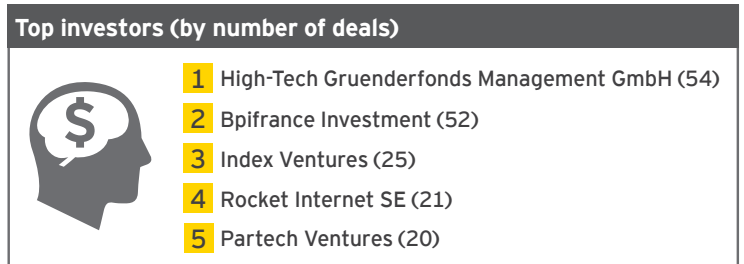 Top investors (by number of deals)
$
1 High-Tech Gruenderfonds Management GmbH (54)
2 Bpifrance Investment (52)
3 Index Ventures (25)
4 Rocket Internet SE (21)
5 Partech Ventures (20)